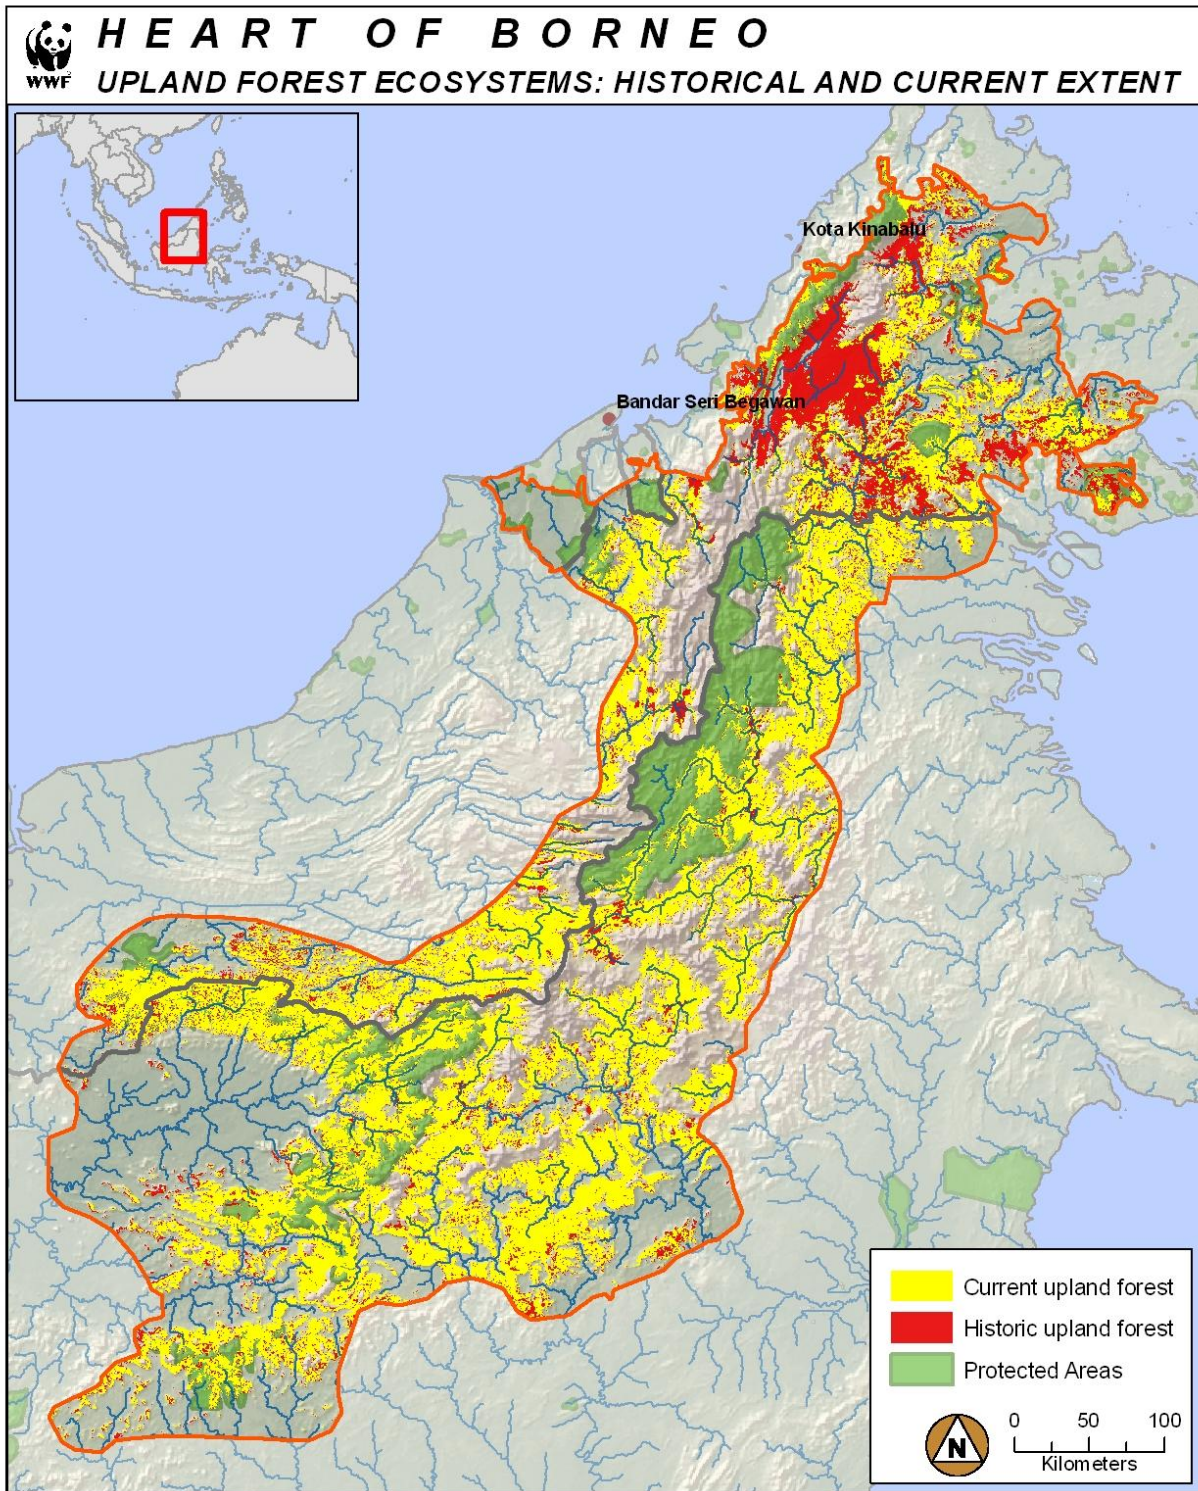 HEART OF BORNEO
WWF
UPLAND FOREST ECOSYSTEMS: HISTORICAL AND CURRENT EXTENT
Kota Kinabalu
Bandar Seri Begawan
Current upland forest
Historic upland forest
Protected Areas
N
0 50 100
Kilometers